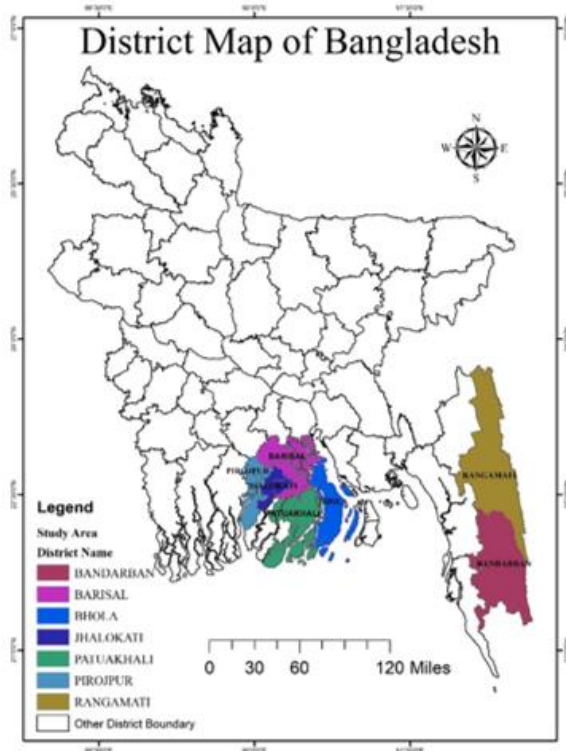 District Map of Bangladesh
N
W E
S
BARISAL
PIROJPUR
PATUAKHALI
RANGAMATI
BANDARBAN
Legend
Study Area
District Name
BANDARBAN
BARISAL
BHOLA
JHALOKATI
PATUAKHALI
PIROJPUR
RANGAMATI
Other District Boundary
0 30 60 120 Miles